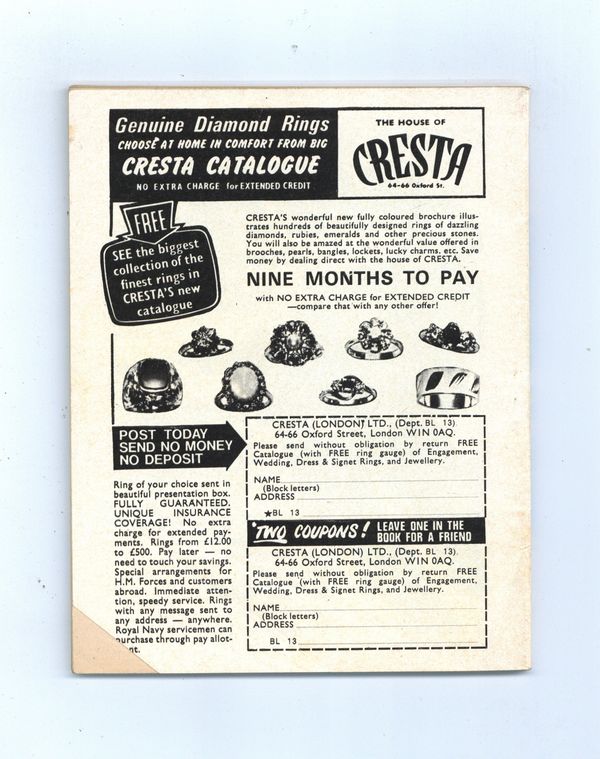 Genuine Diamond Rings
CHOOSE AT HOME IN COMFORT FROM BIG
CRESTA CATALOGUE
NO EXTRA CHARGE for EXTENDED CREDIT
THE HOUSE OF
CRESTA
64-66 Oxford St.
FREE
SEE the biggest
collection of the
finest rings in
CRESTA'S new
catalogue
CRESTA'S wonderful new fully coloured brochure illus-
trates hundreds of beautifully designed rings of dazzling
diamonds, rubies, emeralds and other precious stones.
You will also be amazed at the wonderful value offered in
brooches, pearls, bangles, lockets, lucky charms. etc. Save
money by dealing direct with the house of CRESTA.
NINE MONTHS TO PAY
with NO EXTRA CHARGE for EXTENDED CREDIT
—compare that with any other offer!
POST TODAY
SEND NO MONEY
NO DEPOSIT
Ring of your choice sent in
beautiful presentation box.
FULLY GUARANTEED.
UNIQUE INSURANCE
COVERAGE! No extra
charge for extended pay-
ments. Rings from £12.00
to £500. Pay later — no
need to touch your savings.
Special arrangements for
H.M. Forces and customers
abroad. Immediate atten-
tion, speedy service. Rings
with any message sent to
any address — anywhere.
Royal Navy servicemen can
purchase through pay allot-
nt.
CRESTA (LONDON) LTD., (Dept. BL 13).
64-66 Oxford Street, London W1N 0AQ.
Please send without obligation by return FREE
Catalogue (with FREE ring gauge) of Engagement,
Wedding, Dress & Signet Rings, and Jewellery.
NAME
(Block letters)
ADDRESS
★BL 13
TWO COUPONS! LEAVE ONE IN THE
BOOK FOR A FRIEND
CRESTA (LONDON) LTD., (Dept. BL 13).
64-66 Oxford Street, London W1N 0AQ.
Please send without obligation by return FREE
Catalogue (with FREE ring gauge) of Engagement,
Wedding, Dress & Signet Rings, and Jewellery.
NAME
(Block letters)
ADDRESS
BL 13